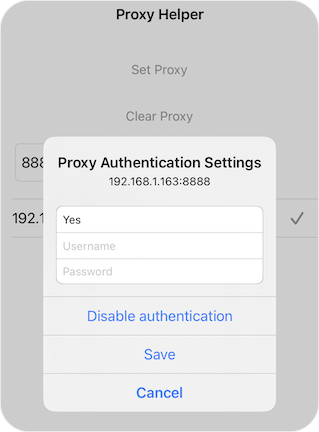 Proxy Helper
Set Proxy
Clear Proxy
888
192.1
Proxy Authentication Settings
192.168.1.163:8888
Yes
Username
Password
Disable authentication
Save
Cancel